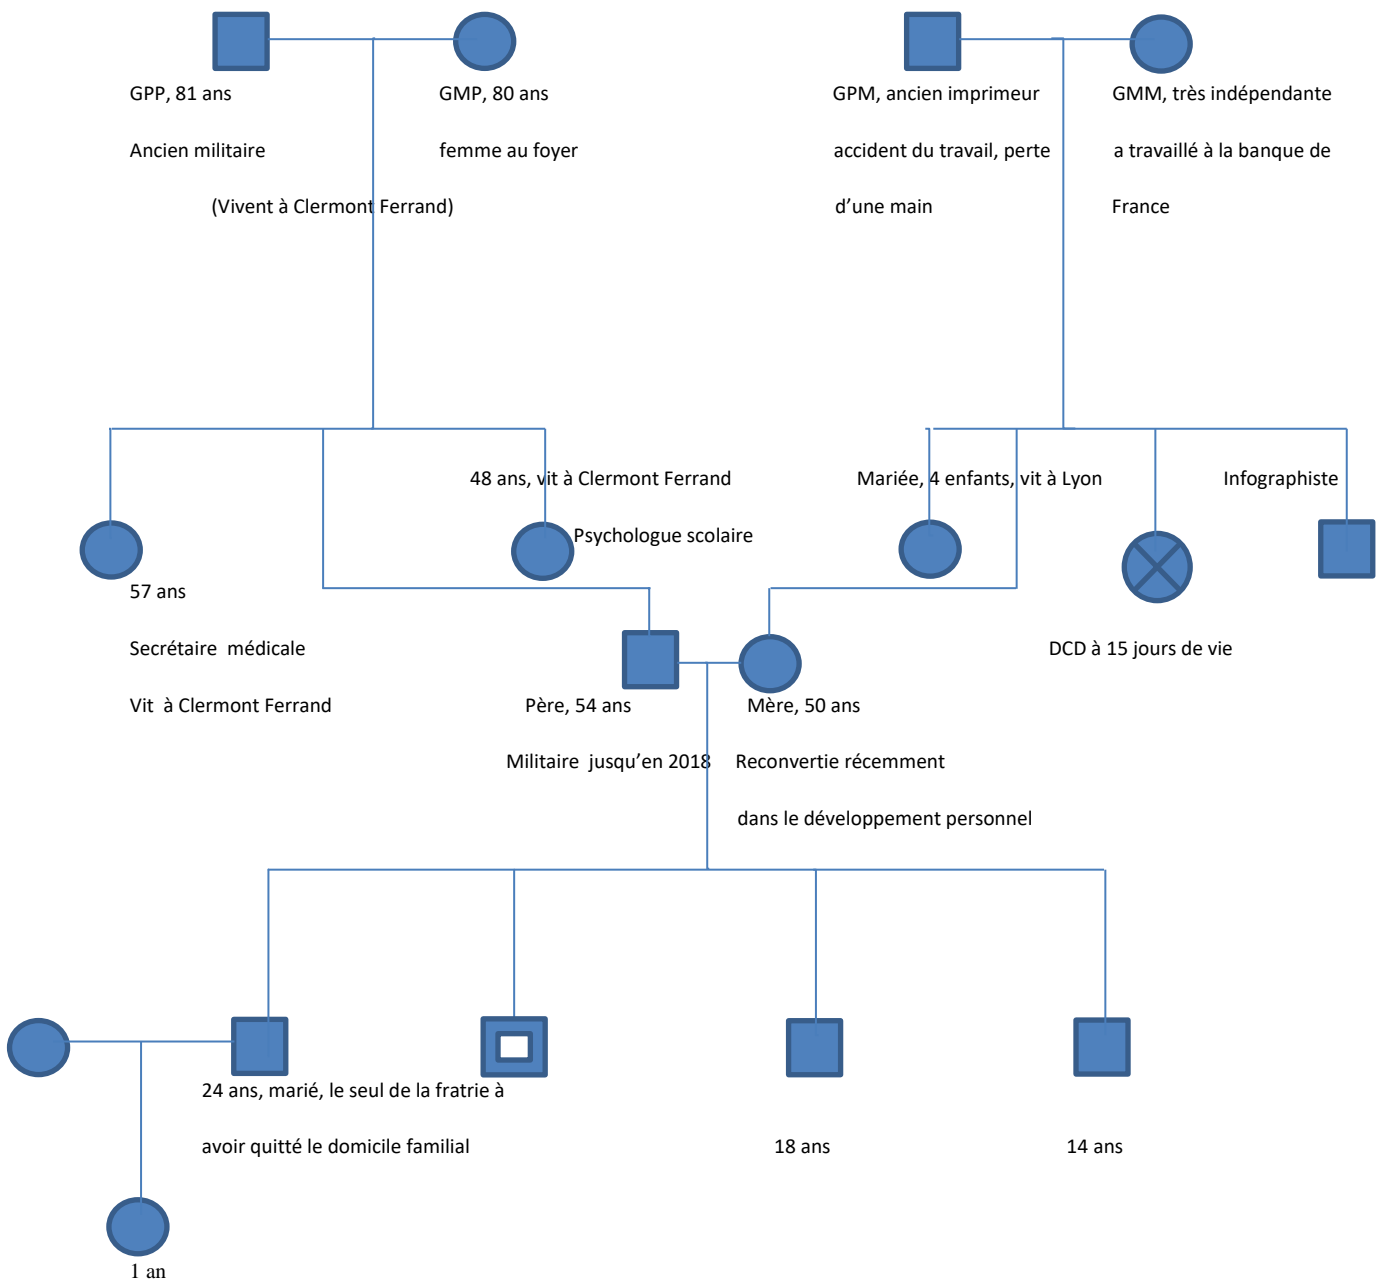 GPP, 81 ans
GMP, 80 ans
GPM, ancien imprimeur
GMM, très indépendante
Ancien militaire
femme au foyer
accident du travail, perte
a travaillé à la banque de
(Vivent à Clermont Ferrand)
d'une main
France
48 ans, vit à Clermont Ferrand
Mariée, 4 enfants, vit à Lyon
Infographiste
Psychologue scolaire
57 ans
Secrétaire médicale
DCD à 15 jours de vie
Vit à Clermont Ferrand
Père, 54 ans
Mère, 50 ans
Militaire jusqu'en 2018
Reconvertie récemment
dans le développement personnel
24 ans, marié, le seul de la fratrie à
avoir quitté le domicile familial
18 ans
14 ans
1 an